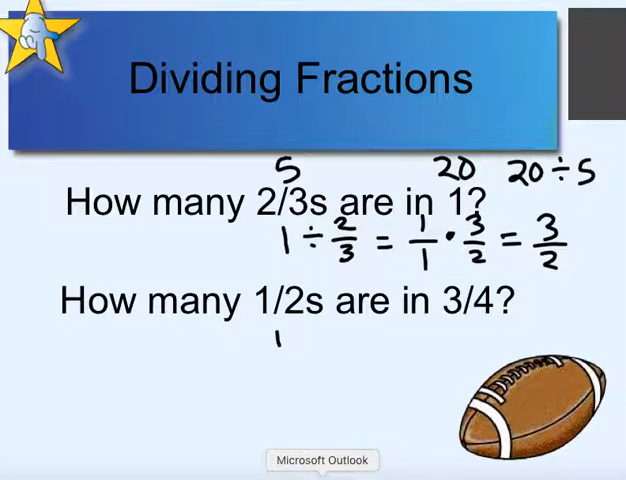 Dividing Fractions
5 20 20÷5
How many 2/3s are in 1?
1 ÷ 2/3 = 1/1 · 3/2 = 3/2
How many 1/2s are in 3/4?
1
Microsoft Outlook